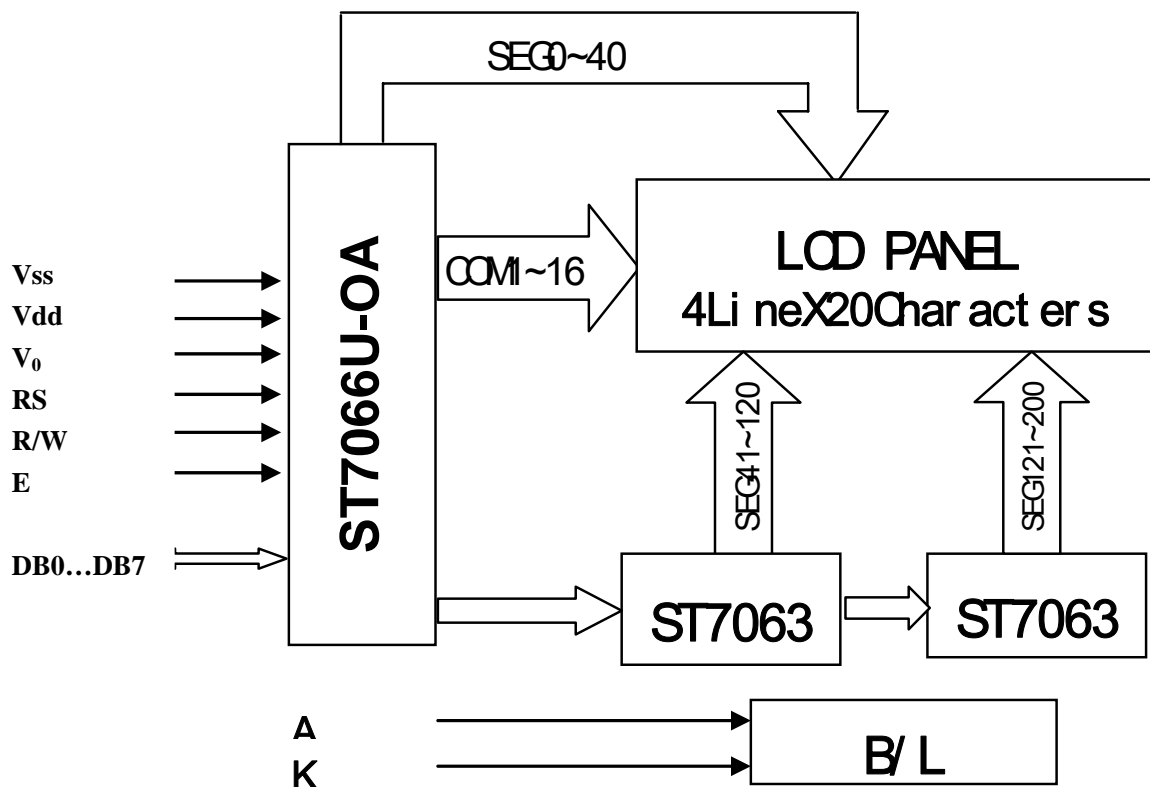 SEG0~40
ST7066U-OA
COM1~16
LCD PANEL
4LineX20Characters
Vss
Vdd
V₀
RS
R/W
E
DB0...DB7
SEG41~120
SEG121~200
ST7063
ST7063
A
K
B/L